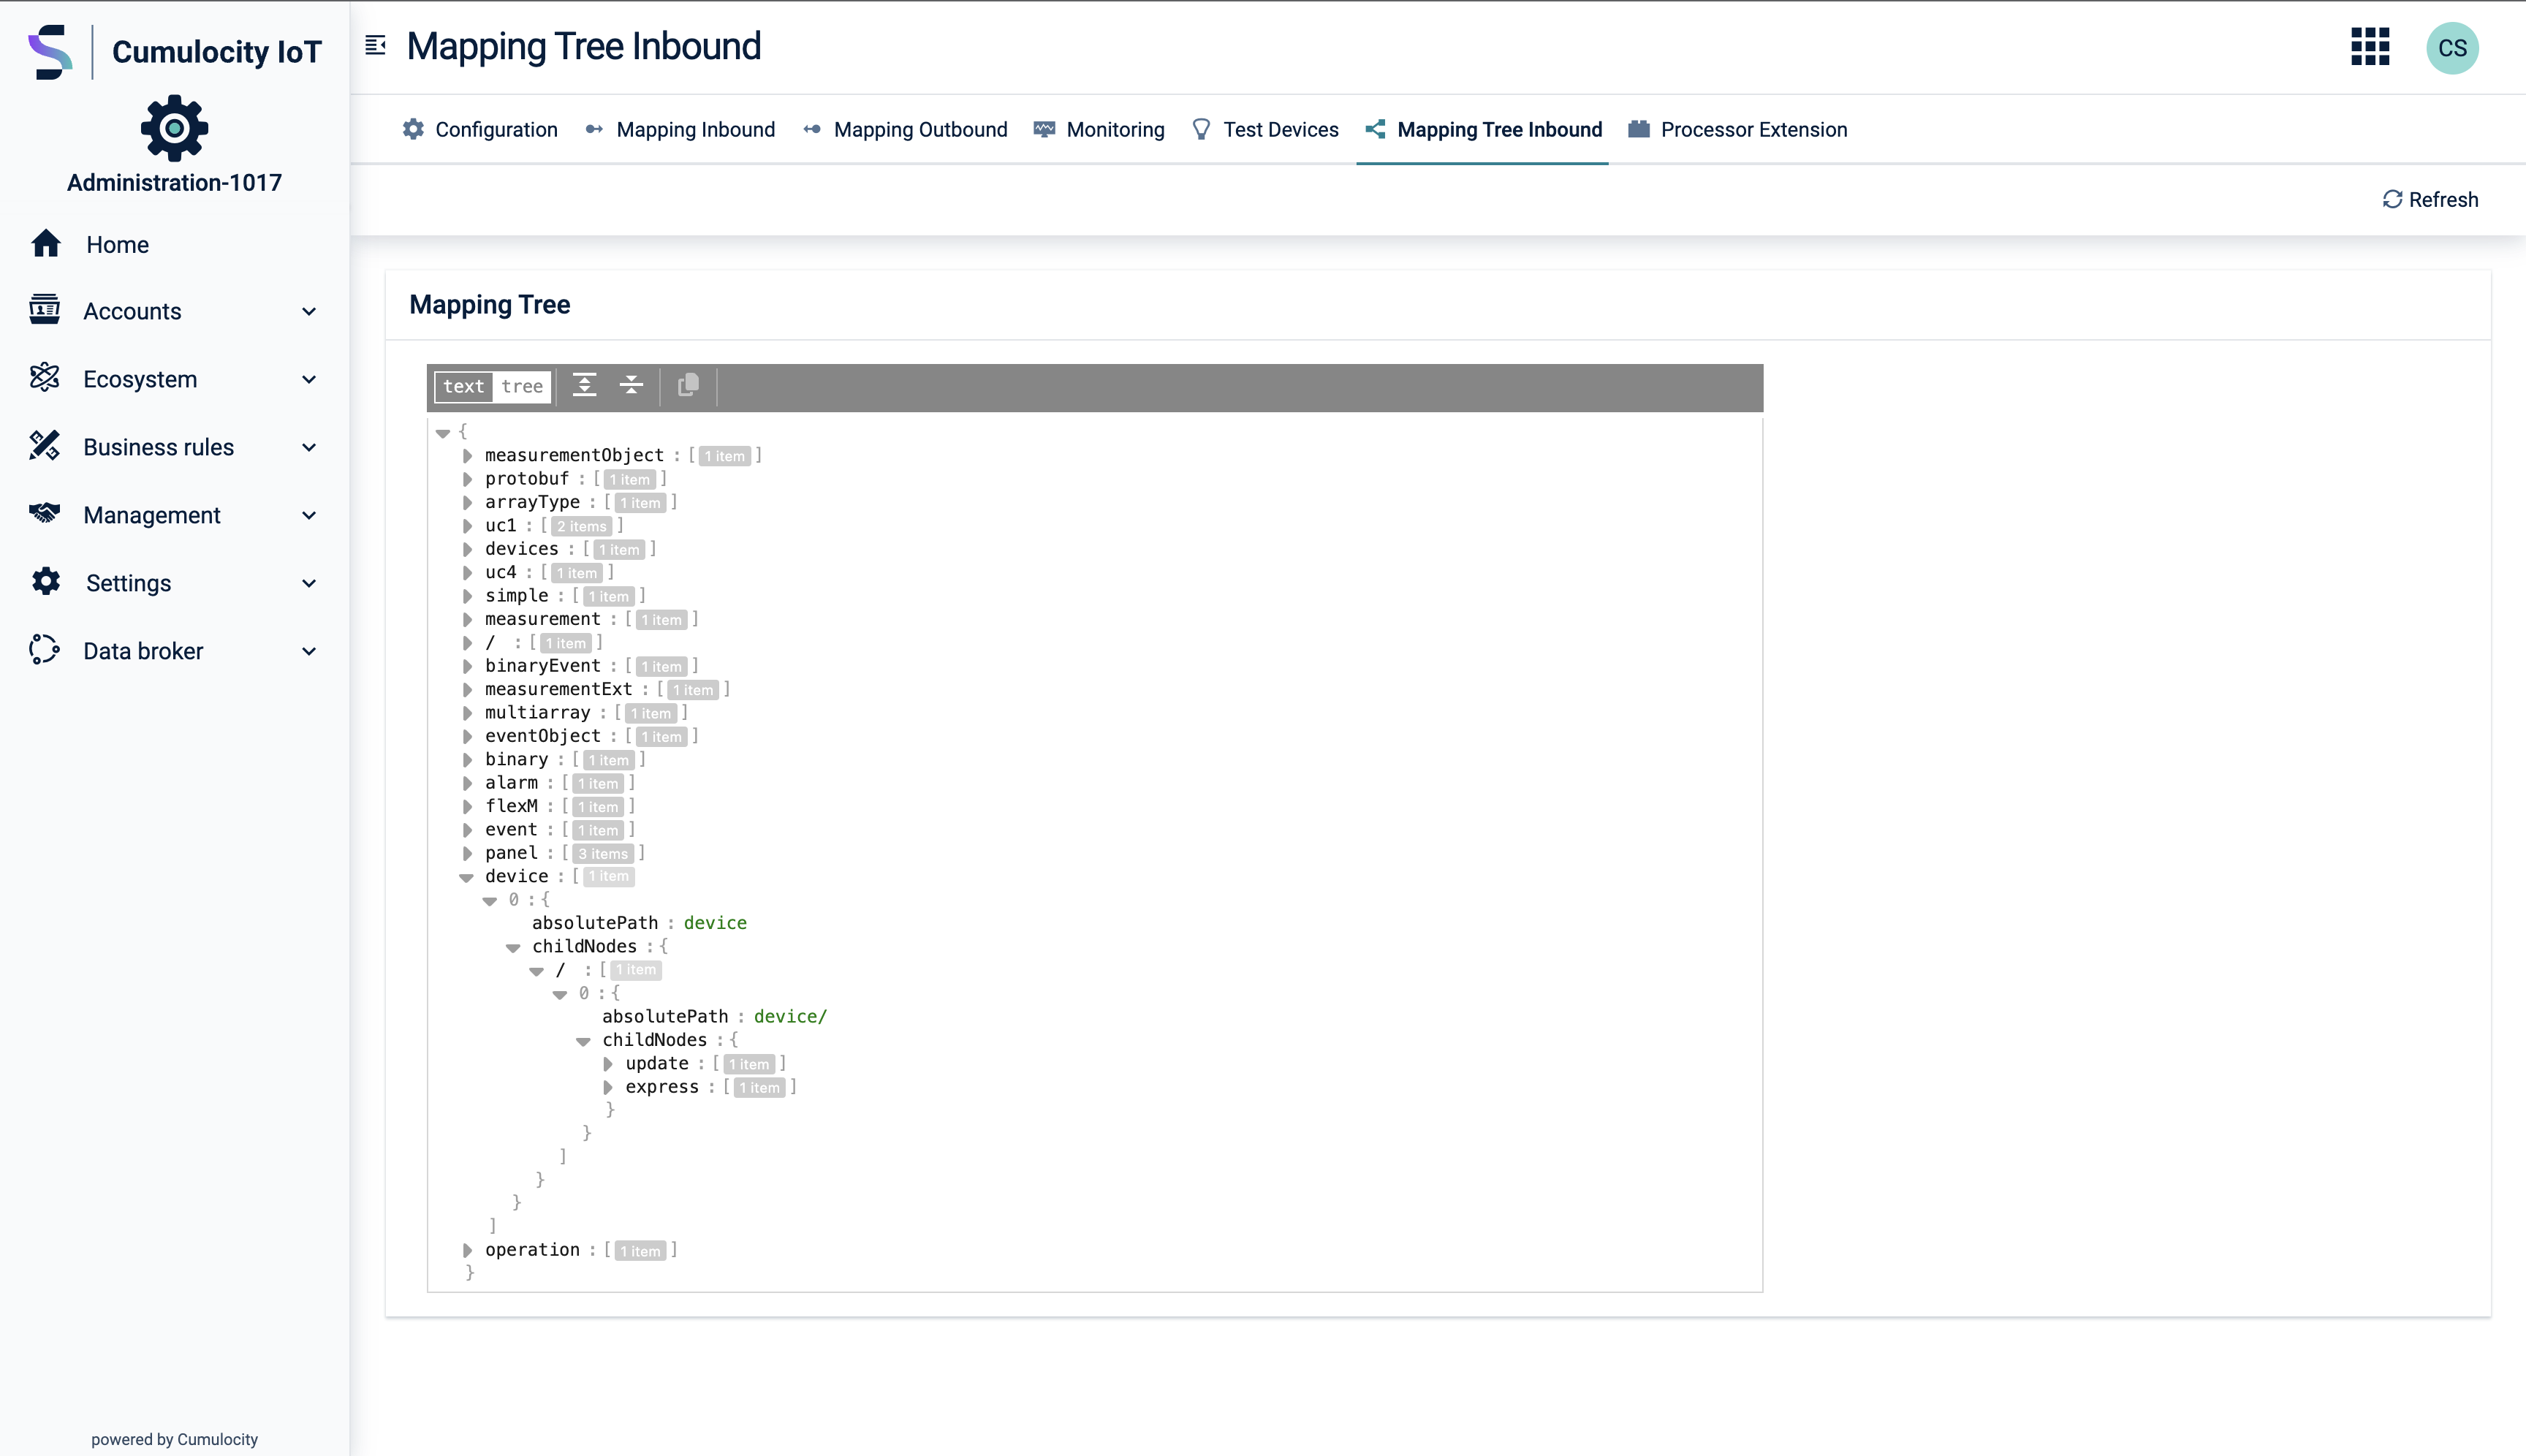 Cumulocity IoT
Administration-1017
Home
Accounts
Ecosystem
Business rules
Management
Settings
Data broker
powered by Cumulocity
Mapping Tree Inbound
CS
Configuration Mapping Inbound Mapping Outbound Monitoring Test Devices Mapping Tree Inbound Processor Extension
Refresh
Mapping Tree
text tree
{
measurementObject : [ 1 item ]
protobuf : [ 1 item ]
arrayType : [ 1 item ]
uc1 : [ 2 items ]
devices : [ 1 item ]
uc4 : [ 1 item ]
simple : [ 1 item ]
measurement : [ 1 item ]
/ : [ 1 item ]
binaryEvent : [ 1 item ]
measurementExt : [ 1 item ]
multiarray : [ 1 item ]
eventObject : [ 1 item ]
binary : [ 1 item ]
alarm : [ 1 item ]
flexM : [ 1 item ]
event : [ 1 item ]
panel : [ 3 items ]
device : [ 1 item
0 : {
absolutePath : device
childNodes : {
/ : [ 1 item
0 : {
absolutePath : device/
childNodes : {
update : [ 1 item ]
express : [ 1 item ]
}
}
]
}
}
]
operation : [ 1 item ]
}